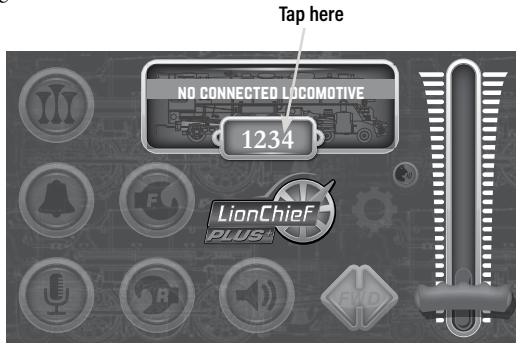 Tap here
NO CONNECTED LOCOMOTIVE
1234
F
LionChief
PLUS+
R
FWD